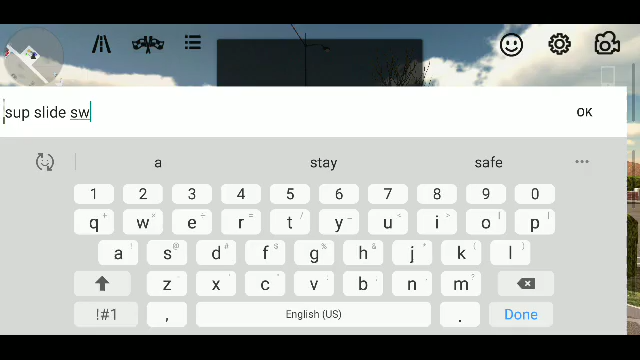 sup slide sw
OK
a stay safe ...
1 2 3 4 5 6 7 8 9 0
q w e r t y u i o p
a s d f g h j k l
z x c v b n m
!#1 , English (US) . Done